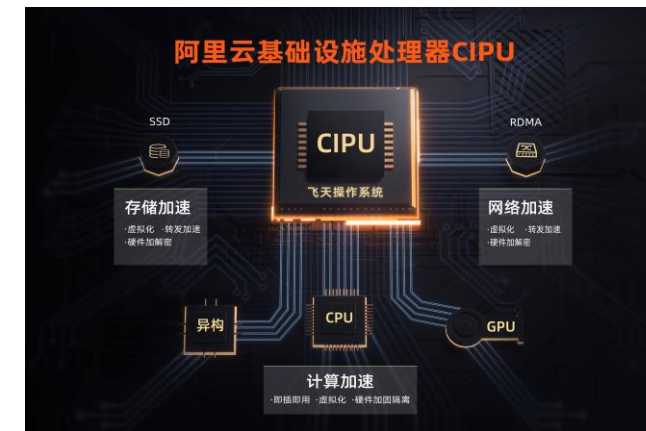 阿里云基础设施处理器CIPU
SSD
RDMA
CIPU
飞天操作系统
存储加速
·虚拟化 ·转发加速
·硬件加解密
网络加速
·虚拟化 ·转发加速
·硬件加解密
异构
CPU
GPU
计算加速
·即插即用 ·虚拟化 ·硬件加固隔离